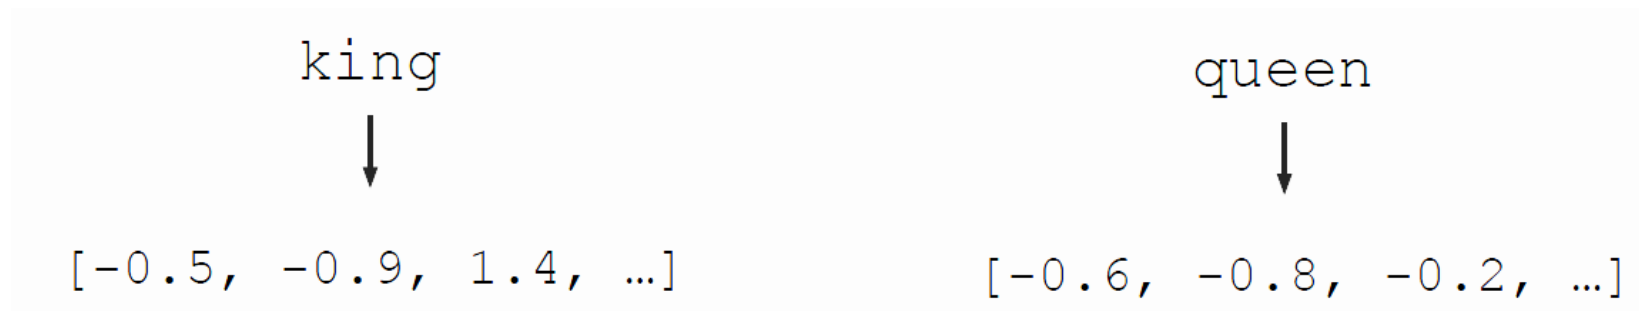 king
queen
[-0.5, -0.9, 1.4, …]
[-0.6, -0.8, -0.2, …]